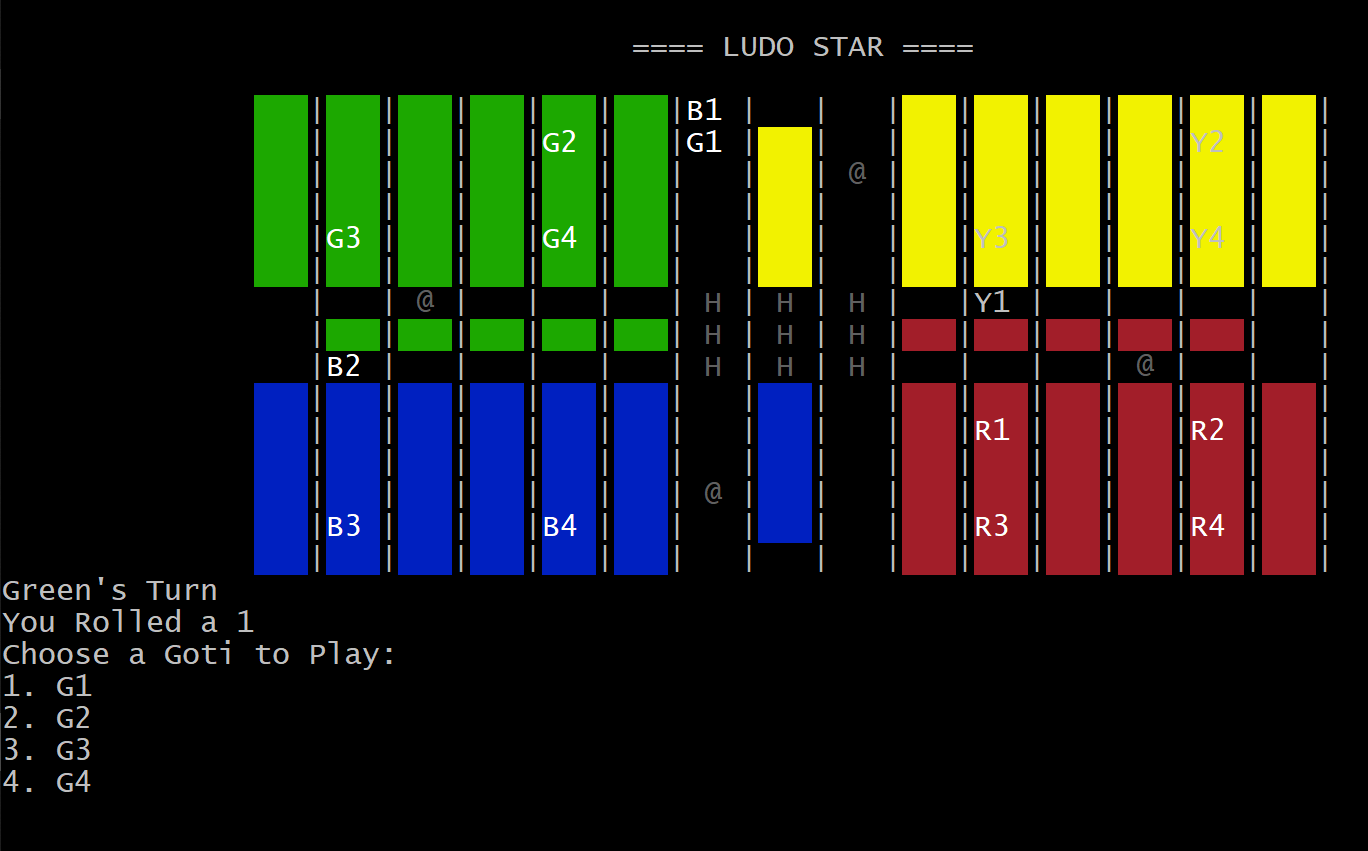 ==== LUDO STAR ====
| | | | | |B1 | | | | | | | |
| | | |G2 | |G1 | | | | | | |Y2 | |
| | | | | | | | @ | | | | | | |
| | | | | | | | | | | | | |
|G3 | | |G4 | | | | | |Y3 | | |Y4 | |
| | | | | | | | | | | | | |
| | @ | | | | H | H | H | |Y1 | | | | |
| | | | | | H | H | H | | | | | | |
|B2 | | | | | H | H | H | | | | @ | | |
| | | | | | | | | | | | | |
| | | | | | | | | |R1 | | |R2 | |
| | | | | | | | | | | | | |
| | | | | | @ | | | | | | | | |
|B3 | | |B4 | | | | | |R3 | | |R4 | |
| | | | | | | | | | | | | |
Green's Turn
You Rolled a 1
Choose a Goti to Play:
1. G1
2. G2
3. G3
4. G4